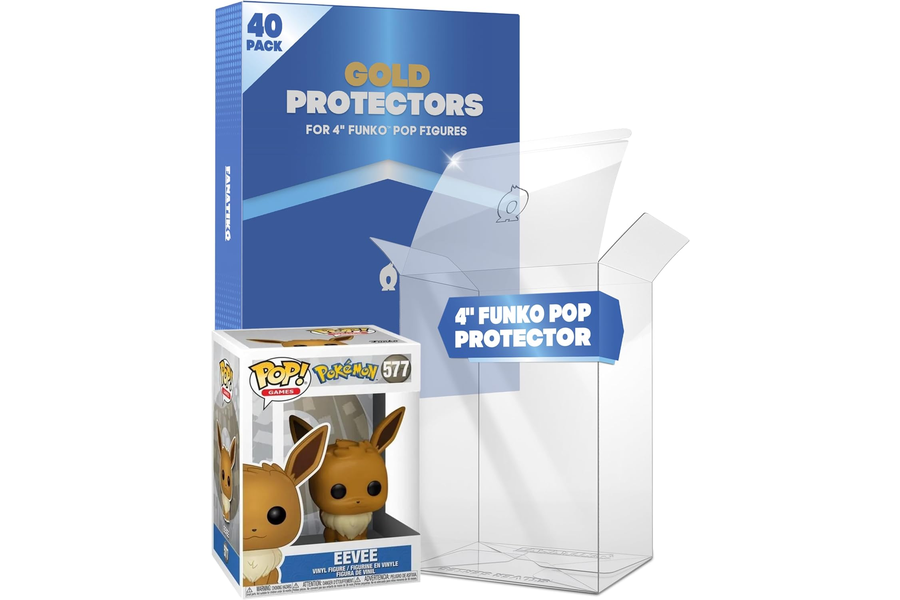 40
PACK
GOLD
PROTECTORS
FOR 4" FUNKO POP FIGURES
FANATIKO
4" FUNKO POP
PROTECTOR
POP!
GAMES
POKéMON
577
EEVEE
VINYL FIGURE / FIGURINE EN VINYLE
FIGURA DE VINIL